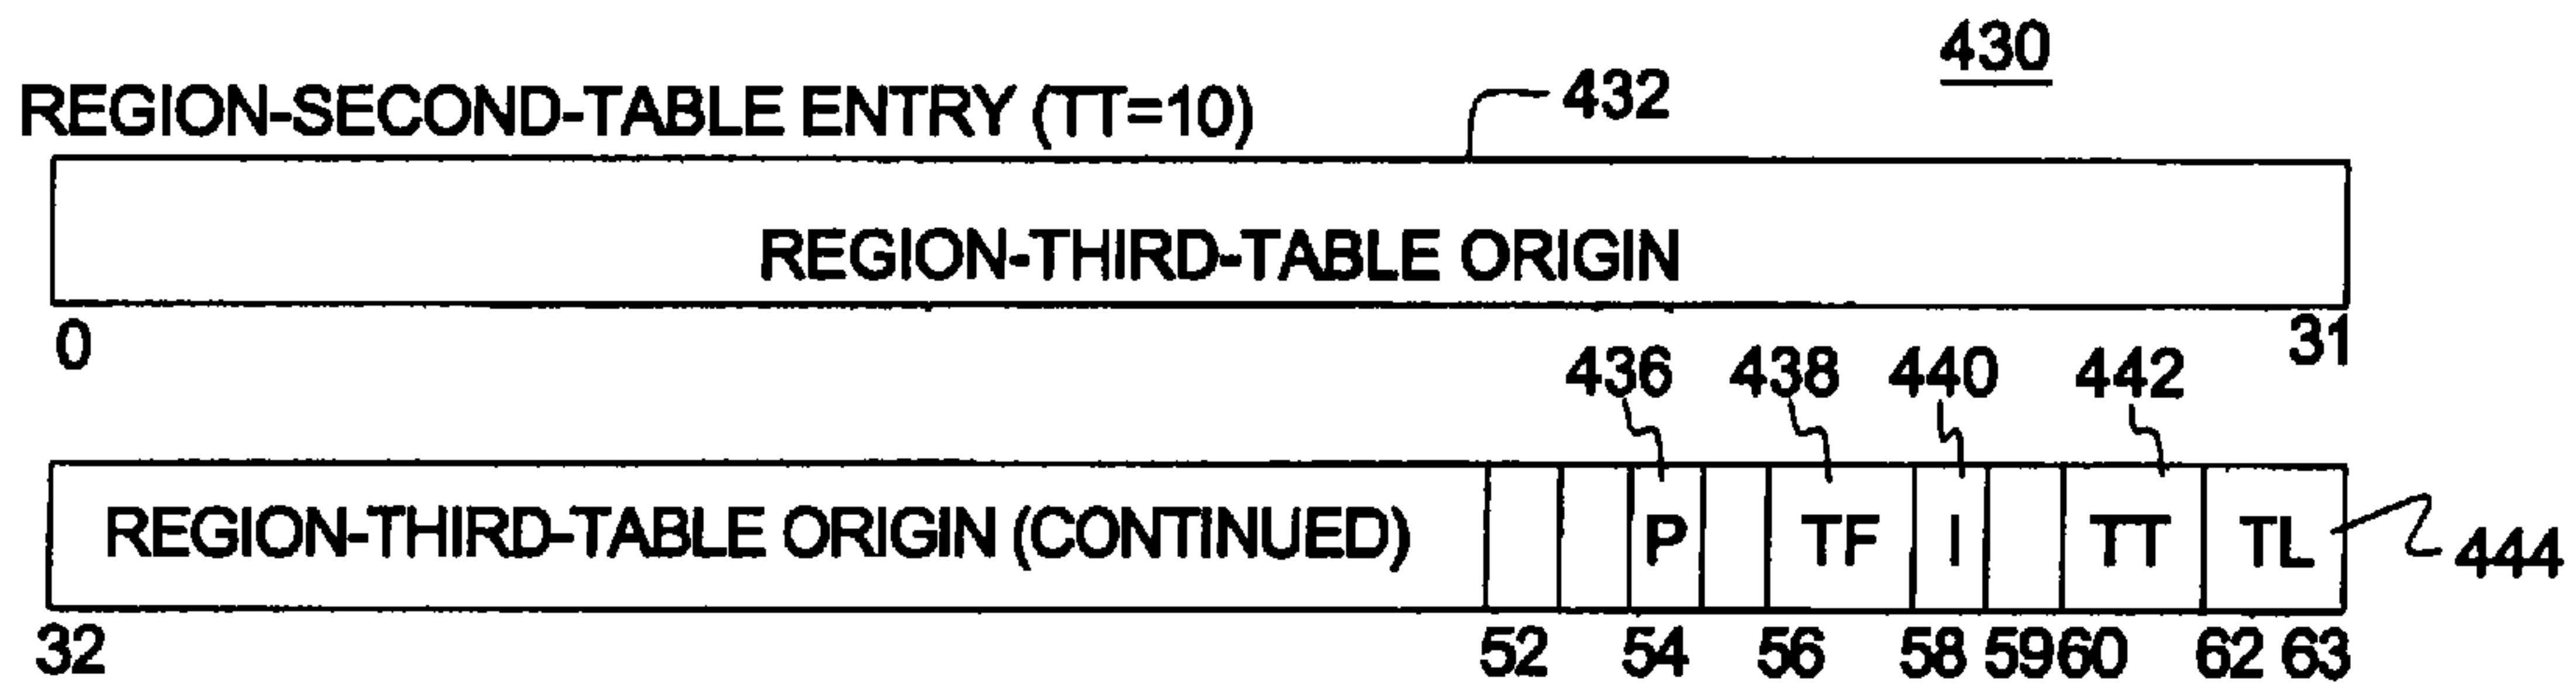 430
REGION-SECOND-TABLE ENTRY (TT=10)
432
REGION-THIRD-TABLE ORIGIN
0 31
436 438 440 442
REGION-THIRD-TABLE ORIGIN (CONTINUED) P TF I TT TL
444
32 52 54 56 58 59 60 62 63